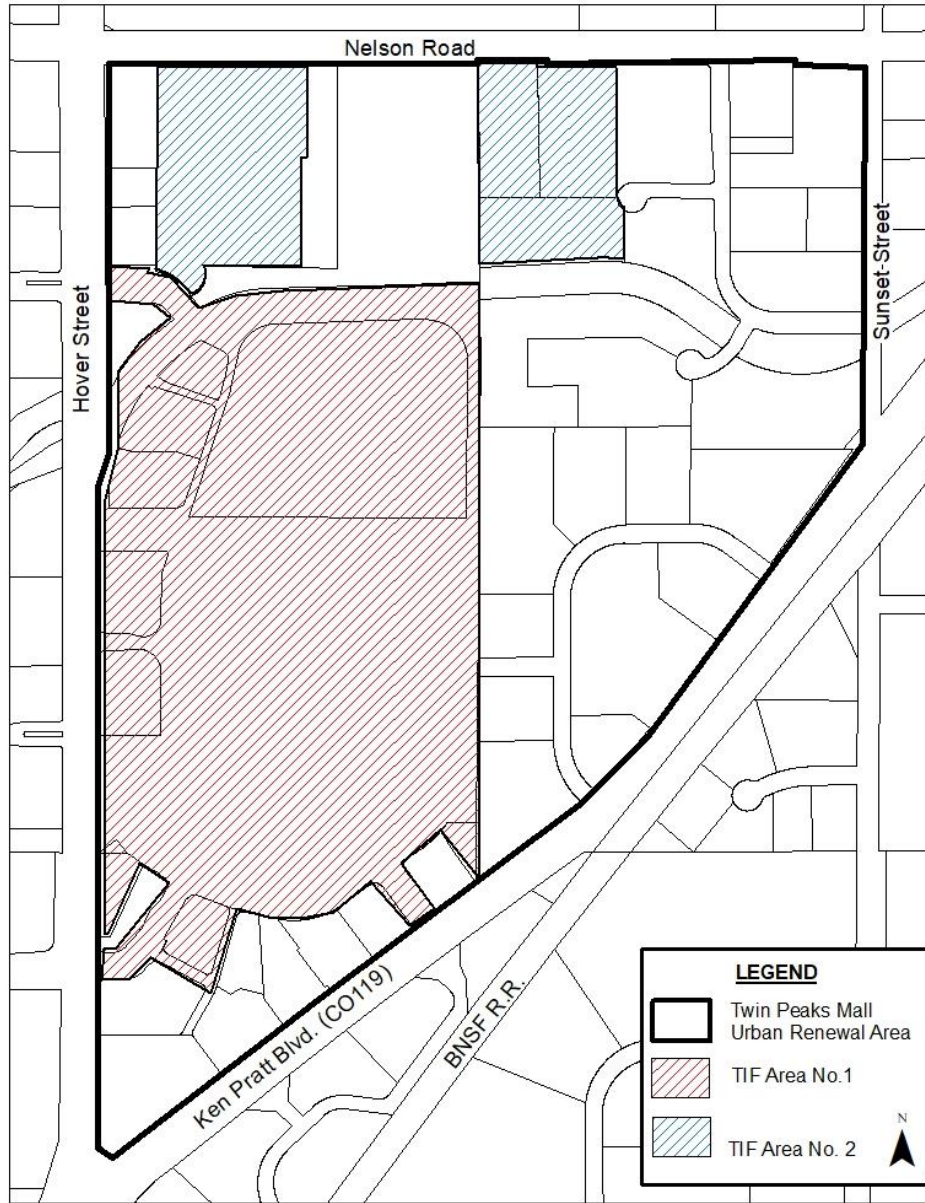 Nelson Road
Hover Street
Sunset Street
Ken Pratt Blvd. (CO119)
BNSF R.R.
LEGEND
Twin Peaks Mall
Urban Renewal Area
TIF Area No.1
TIF Area No. 2
N